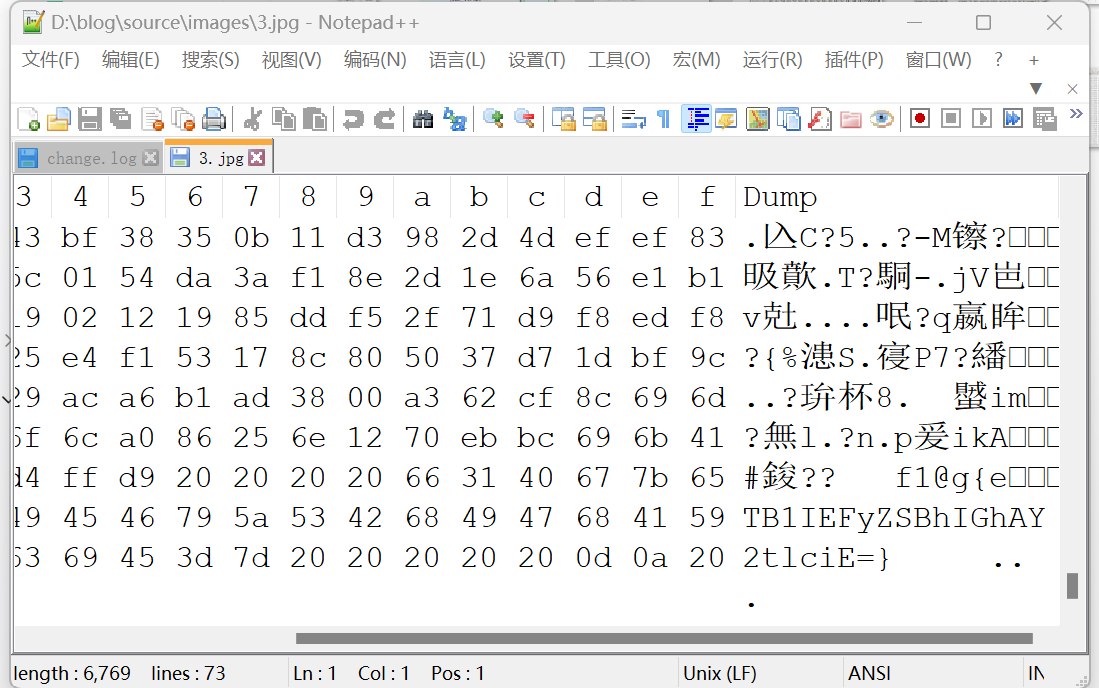 D:\blog\source\images\3.jpg - Notepad++
文件(F) 编辑(E) 搜索(S) 视图(V) 编码(N) 语言(L) 设置(T) 工具(O) 宏(M) 运行(R) 插件(P) 窗口(W) ? +
change.log 3.jpg
3 4 5 6 7 8 9 a b c d e f Dump
43 bf 38 35 0b 11 d3 98 2d 4d ef ef 83 .㘝C?5..?-M镲?□□□
5c 01 54 da 3a f1 8e 2d 1e 6a 56 e1 b1 昅歕.T?駧-.jV岜□□
19 02 12 19 85 dd f5 2f 71 d9 f8 ed f8 v兛....呡?q嬴眸□□
25 e4 f1 53 17 8c 80 50 37 d7 1d bf 9c ?{%漶S.寑P7?繙□□□
29 ac a6 b1 ad 38 00 a3 62 cf 8c 69 6d ..?Μ杯8. 蟨im□□
6f 6c a0 86 25 6e 12 70 eb bc 69 6b 41 ?無l.?n.p爰ikA□□□
d4 ff d9 20 20 20 20 66 31 40 67 7b 65 #鋑?? f1@g{e□□□
49 45 46 79 5a 53 42 68 49 47 68 41 59 TB1IEFyZSBhIGhAY
63 69 45 3d 7d 20 20 20 20 20 0d 0a 20 2tlciE=} ..
.
length : 6,769 lines : 73 Ln : 1 Col : 1 Pos : 1 Unix (LF) ANSI IN